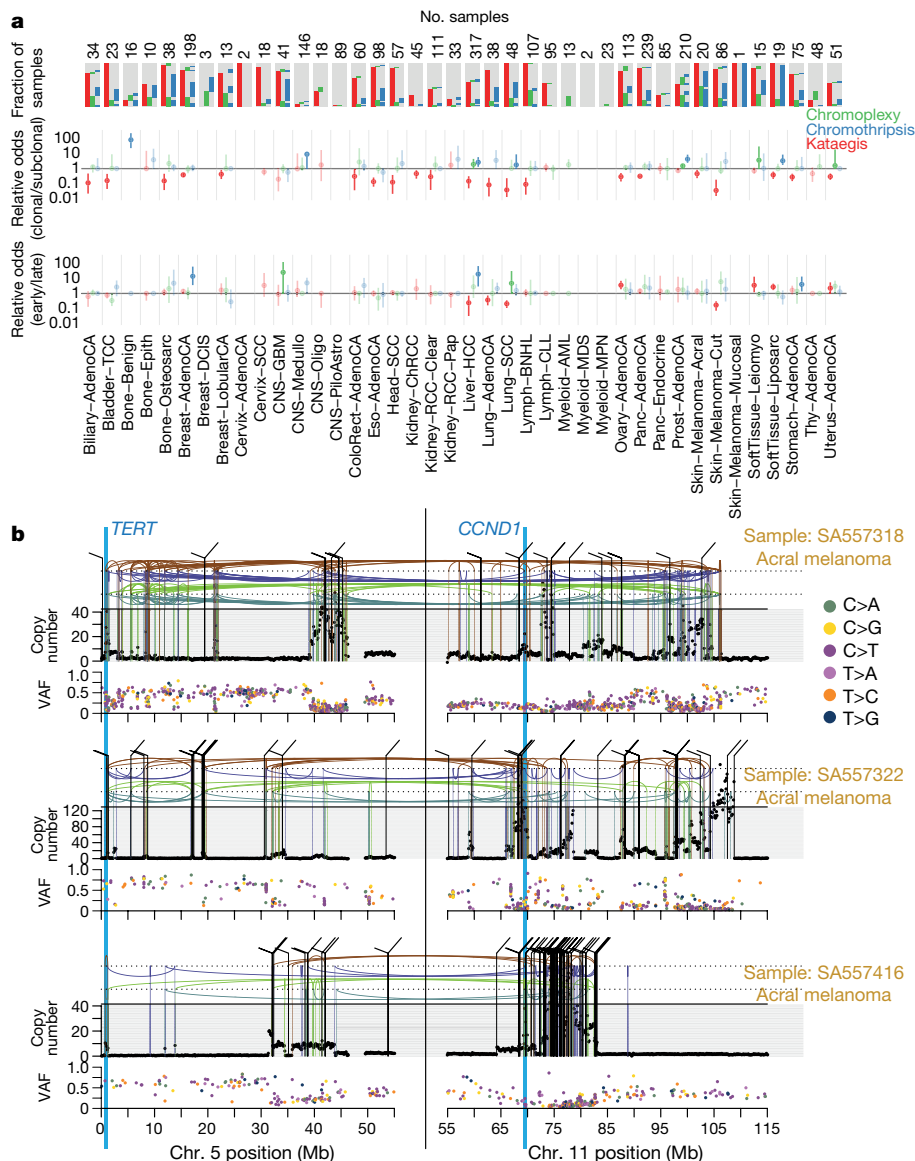 a
No. samples
34 23 16 10 38 198 3 13 2 18 41 146 18 89 60 98 57 45 111 33 317 38 48 107 95 13 2 23 113 239 85 210 20 86 1 15 19 75 48 51
Fraction of
samples
Chromoplexy
Chromothripsis
Kataegis
Relative odds
(clonal/subclonal)
100
10
1
0.1
0.01
Relative odds
(early/late)
100
10
1
0.1
0.01
Biliary–AdenoCA
Bladder–TCC
Bone–Benign
Bone–Epith
Bone–Osteosarc
Breast–AdenoCA
Breast–DCIS
Breast–LobularCA
Cervix–AdenoCA
Cervix–SCC
CNS–GBM
CNS–Medullo
CNS–Oligo
CNS–PiloAstro
ColoRect–AdenoCA
Eso–AdenoCA
Head–SCC
Kidney–ChRCC
Kidney–RCC–Clear
Kidney–RCC–Pap
Liver–HCC
Lung–AdenoCA
Lung–SCC
Lymph–BNHL
Lymph–CLL
Myeloid–AML
Myeloid–MDS
Myeloid–MPN
Ovary–AdenoCA
Panc–AdenoCA
Panc–Endocrine
Prost–AdenoCA
Skin–Melanoma–Acral
Skin–Melanoma–Cut
Skin–Melanoma–Mucosal
SoftTissue–Leiomyo
SoftTissue–Liposarc
Stomach–AdenoCA
Thy–AdenoCA
Uterus–AdenoCA
b
TERT
CCND1
Sample: SA557318
Acral melanoma
Copy
number
40
20
0
VAF
1.0
0.5
0
C>A
C>G
C>T
T>A
T>C
T>G
Sample: SA557322
Acral melanoma
Copy
number
120
80
40
0
VAF
1.0
0.5
0
Sample: SA557416
Acral melanoma
Copy
number
40
20
0
VAF
1.0
0.5
0
0 10 20 30 40 50 55 65 75 85 95 105 115
Chr. 5 position (Mb)
Chr. 11 position (Mb)